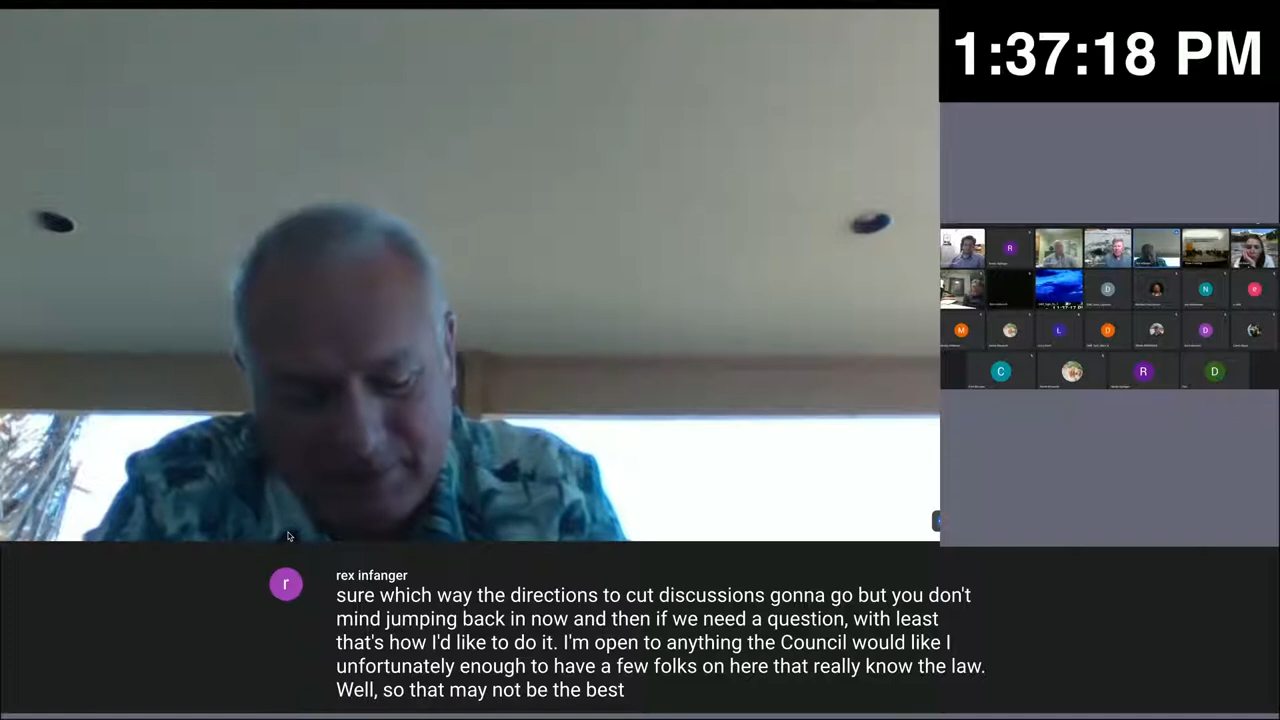 1:37:18 PM
R
D
N
R
M
L
D
D
C
R
D
r
rex infanger
sure which way the directions to cut discussions gonna go but you don't
mind jumping back in now and then if we need a question, with least
that's how I'd like to do it. I'm open to anything the Council would like I
unfortunately enough to have a few folks on here that really know the law.
Well, so that may not be the best